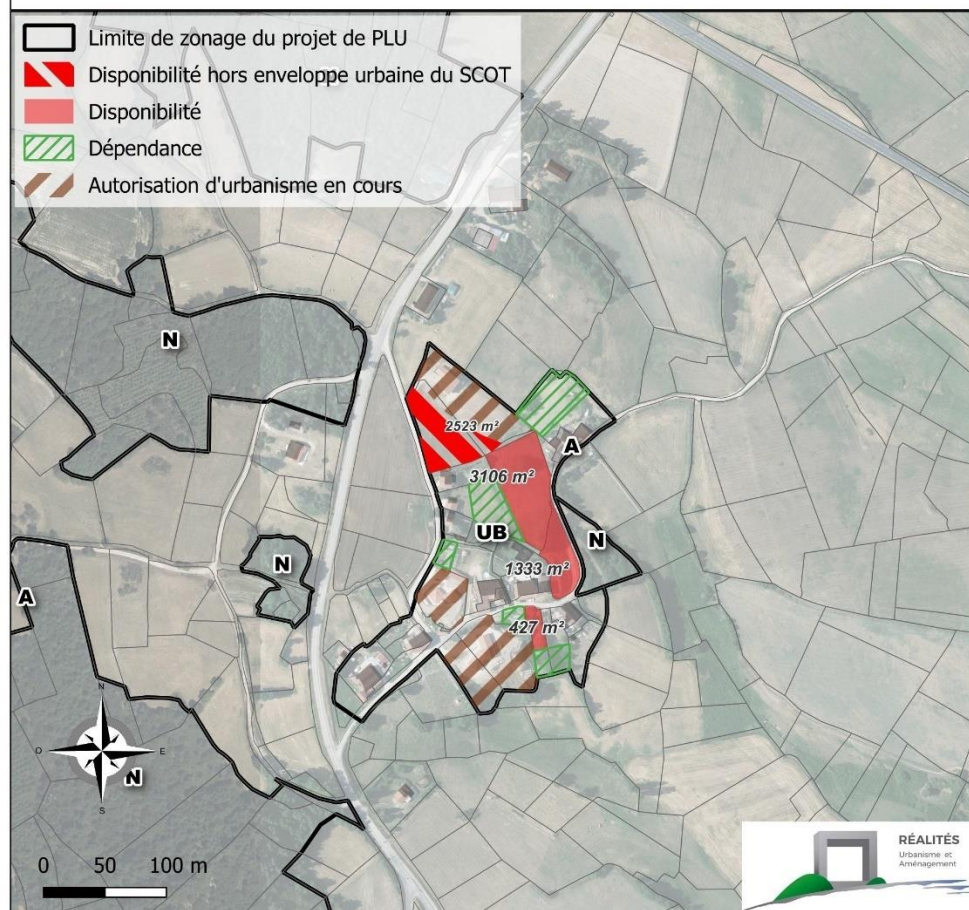 Limite de zonage du projet de PLU
Disponibilité hors enveloppe urbaine du SCOT
Disponibilité
Dépendance
Autorisation d'urbanisme en cours
N
2523 m²
A
3106 m²
UB
N
N
1333 m²
A
427 m²
N
O
E
S
N
0 50 100 m
RÉALITÉS
Urbanisme et
Aménagement